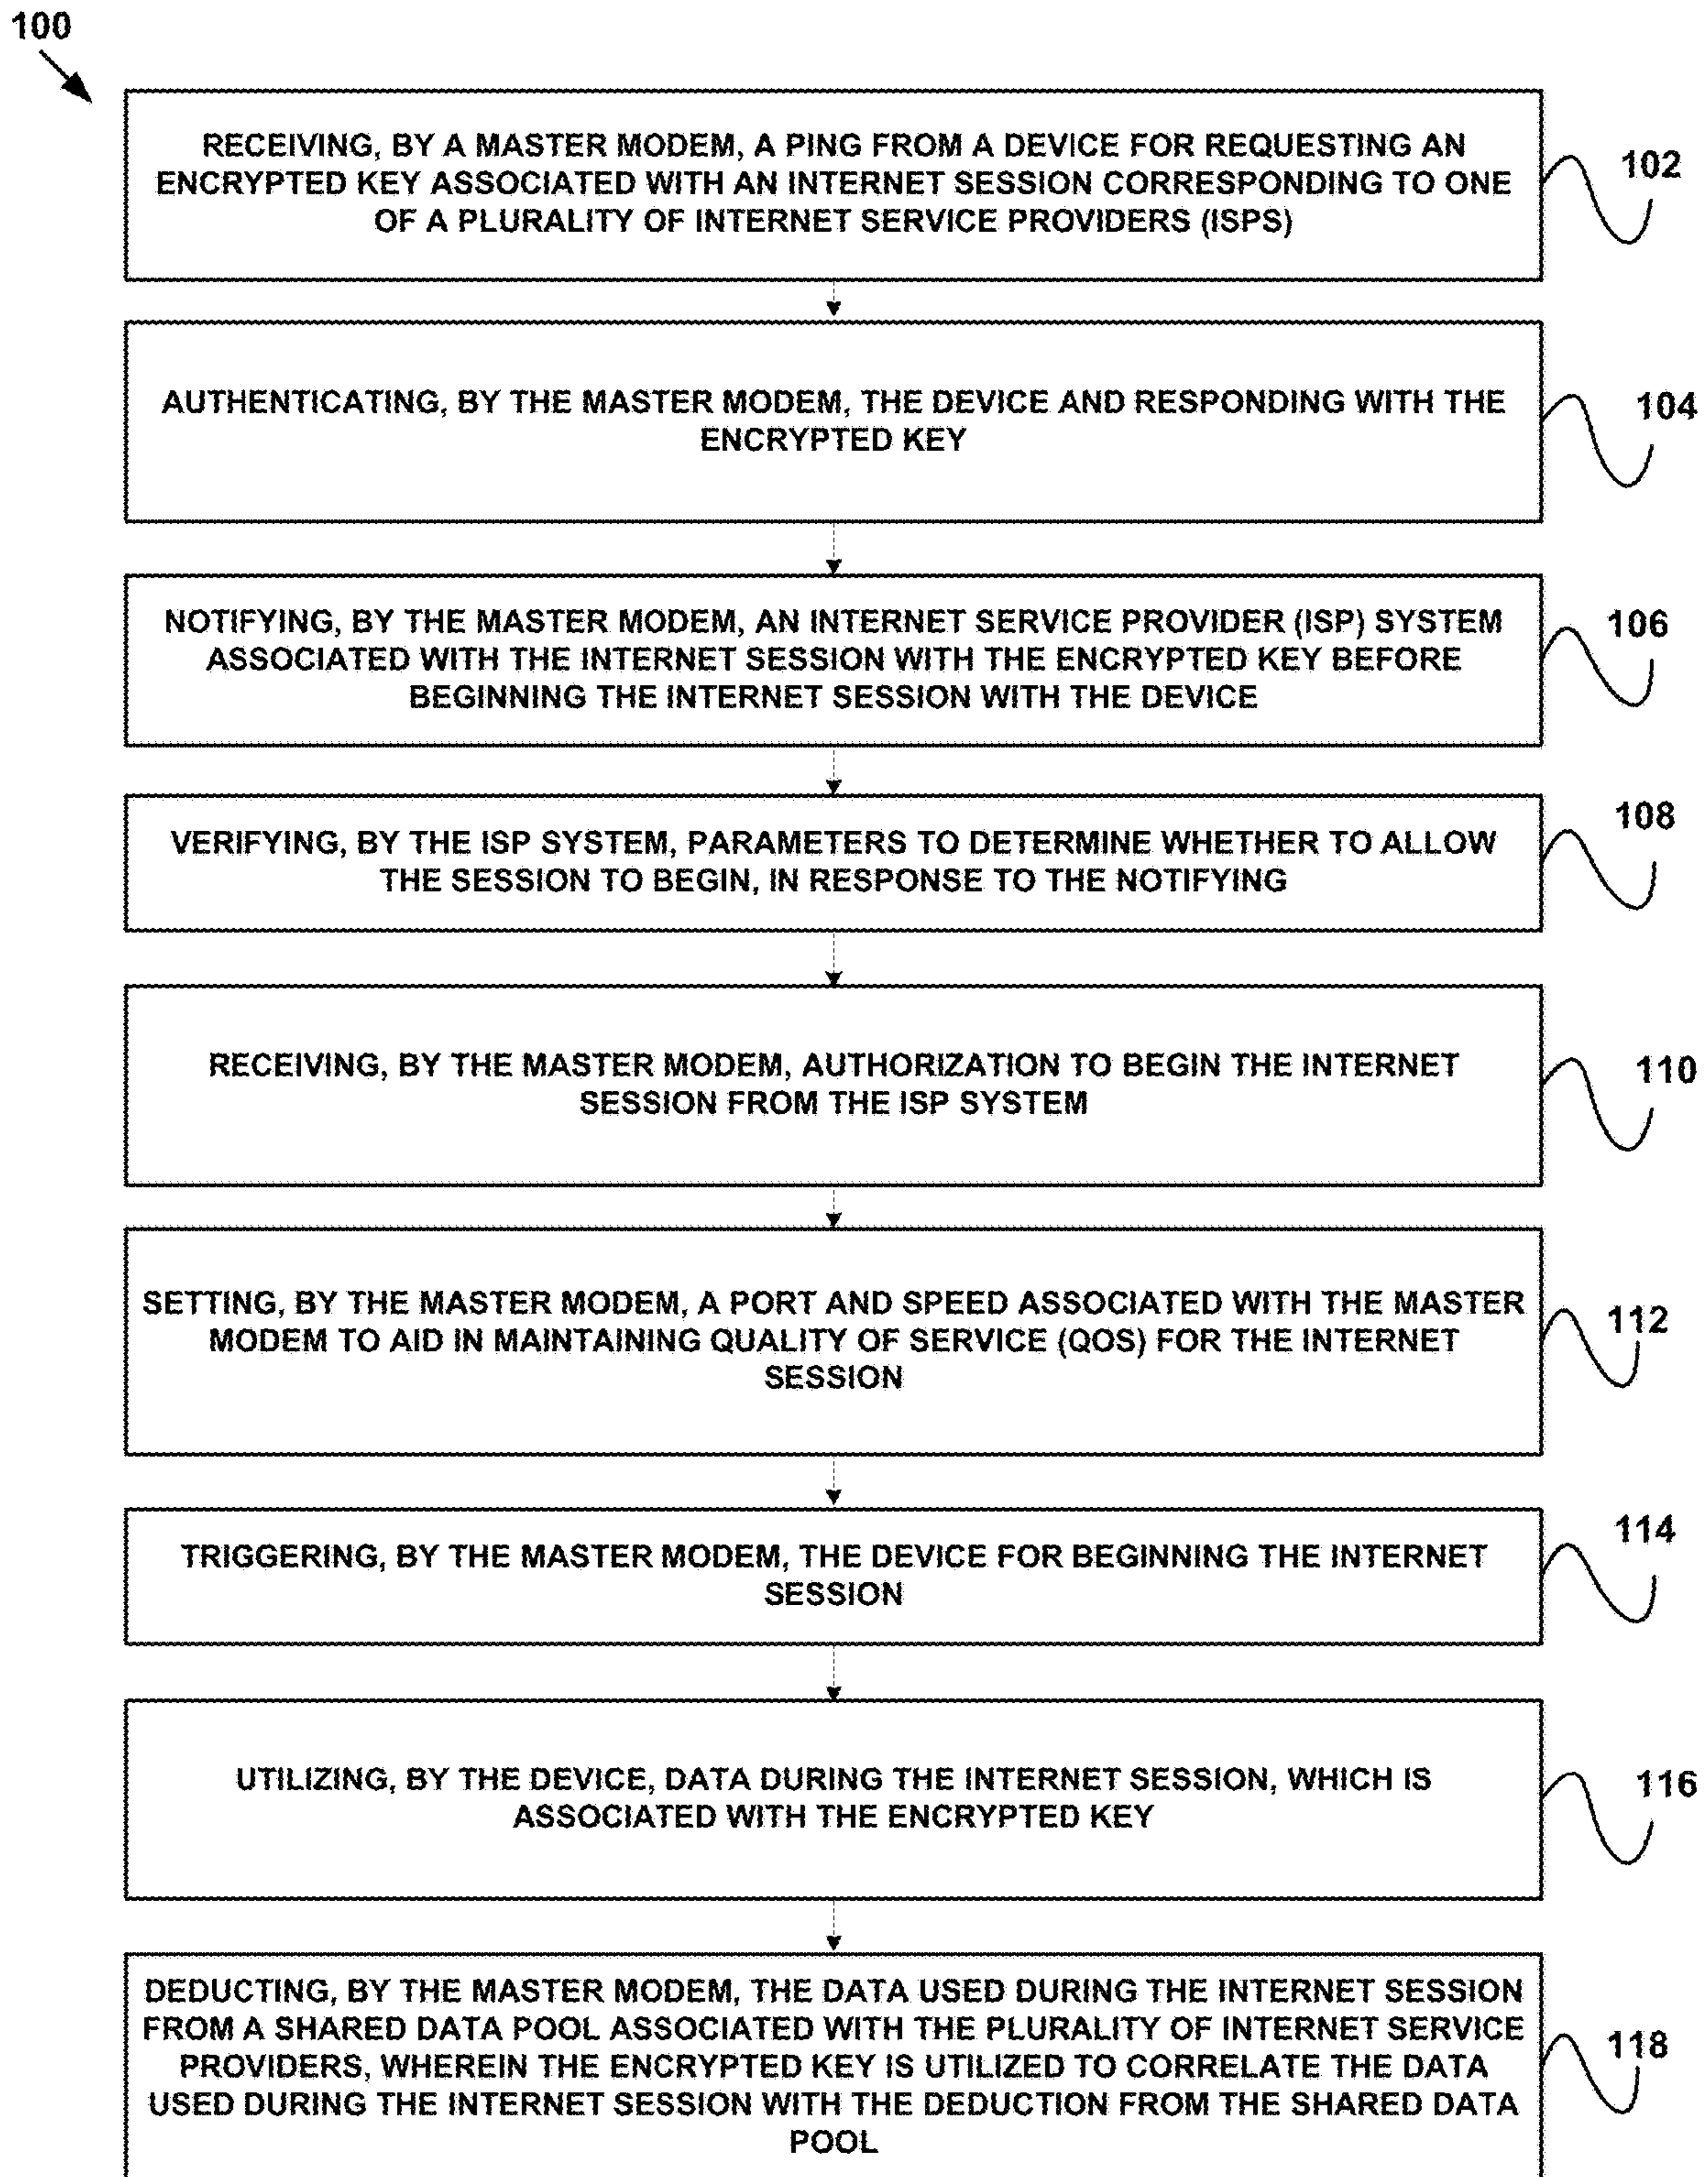 100
RECEIVING, BY A MASTER MODEM, A PING FROM A DEVICE FOR REQUESTING AN
ENCRYPTED KEY ASSOCIATED WITH AN INTERNET SESSION CORRESPONDING TO ONE
OF A PLURALITY OF INTERNET SERVICE PROVIDERS (ISPS)
102
AUTHENTICATING, BY THE MASTER MODEM, THE DEVICE AND RESPONDING WITH THE
ENCRYPTED KEY
104
NOTIFYING, BY THE MASTER MODEM, AN INTERNET SERVICE PROVIDER (ISP) SYSTEM
ASSOCIATED WITH THE INTERNET SESSION WITH THE ENCRYPTED KEY BEFORE
BEGINNING THE INTERNET SESSION WITH THE DEVICE
106
VERIFYING, BY THE ISP SYSTEM, PARAMETERS TO DETERMINE WHETHER TO ALLOW
THE SESSION TO BEGIN, IN RESPONSE TO THE NOTIFYING
108
RECEIVING, BY THE MASTER MODEM, AUTHORIZATION TO BEGIN THE INTERNET
SESSION FROM THE ISP SYSTEM
110
SETTING, BY THE MASTER MODEM, A PORT AND SPEED ASSOCIATED WITH THE MASTER
MODEM TO AID IN MAINTAINING QUALITY OF SERVICE (QOS) FOR THE INTERNET
SESSION
112
TRIGGERING, BY THE MASTER MODEM, THE DEVICE FOR BEGINNING THE INTERNET
SESSION
114
UTILIZING, BY THE DEVICE, DATA DURING THE INTERNET SESSION, WHICH IS
ASSOCIATED WITH THE ENCRYPTED KEY
116
DEDUCTING, BY THE MASTER MODEM, THE DATA USED DURING THE INTERNET SESSION
FROM A SHARED DATA POOL ASSOCIATED WITH THE PLURALITY OF INTERNET SERVICE
PROVIDERS, WHEREIN THE ENCRYPTED KEY IS UTILIZED TO CORRELATE THE DATA
USED DURING THE INTERNET SESSION WITH THE DEDUCTION FROM THE SHARED DATA
POOL
118